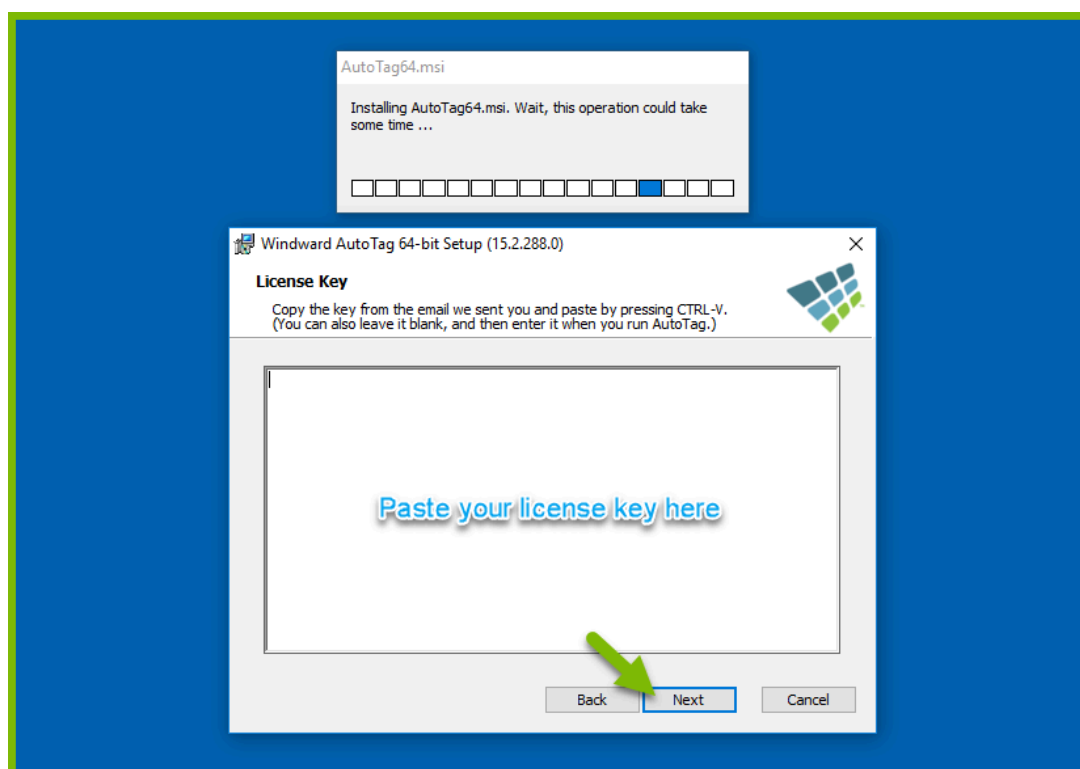 AutoTag64.msi
Installing AutoTag64.msi. Wait, this operation could take
some time ...
Windward AutoTag 64-bit Setup (15.2.288.0)
License Key
Copy the key from the email we sent you and paste by pressing CTRL-V.
(You can also leave it blank, and then enter it when you run AutoTag.)
Paste your license key here
Back
Next
Cancel